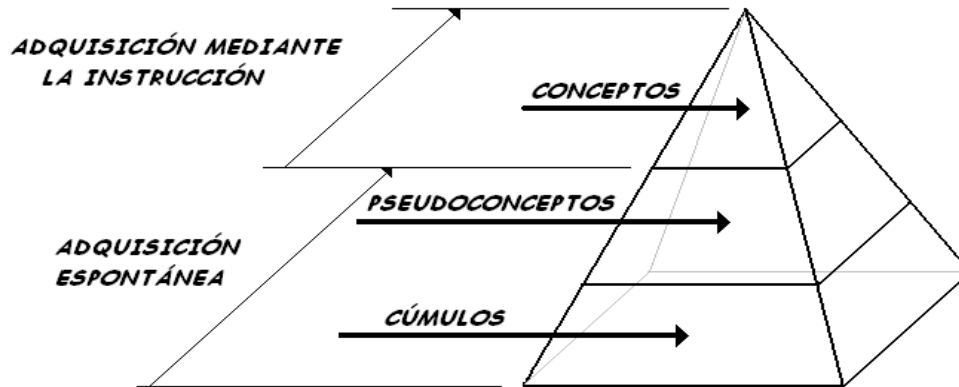 ADQUISICIÓN MEDIANTE
LA INSTRUCCIÓN
CONCEPTOS
PSEUDOCONCEPTOS
ADQUISICIÓN
ESPONTÁNEA
CÚMULOS